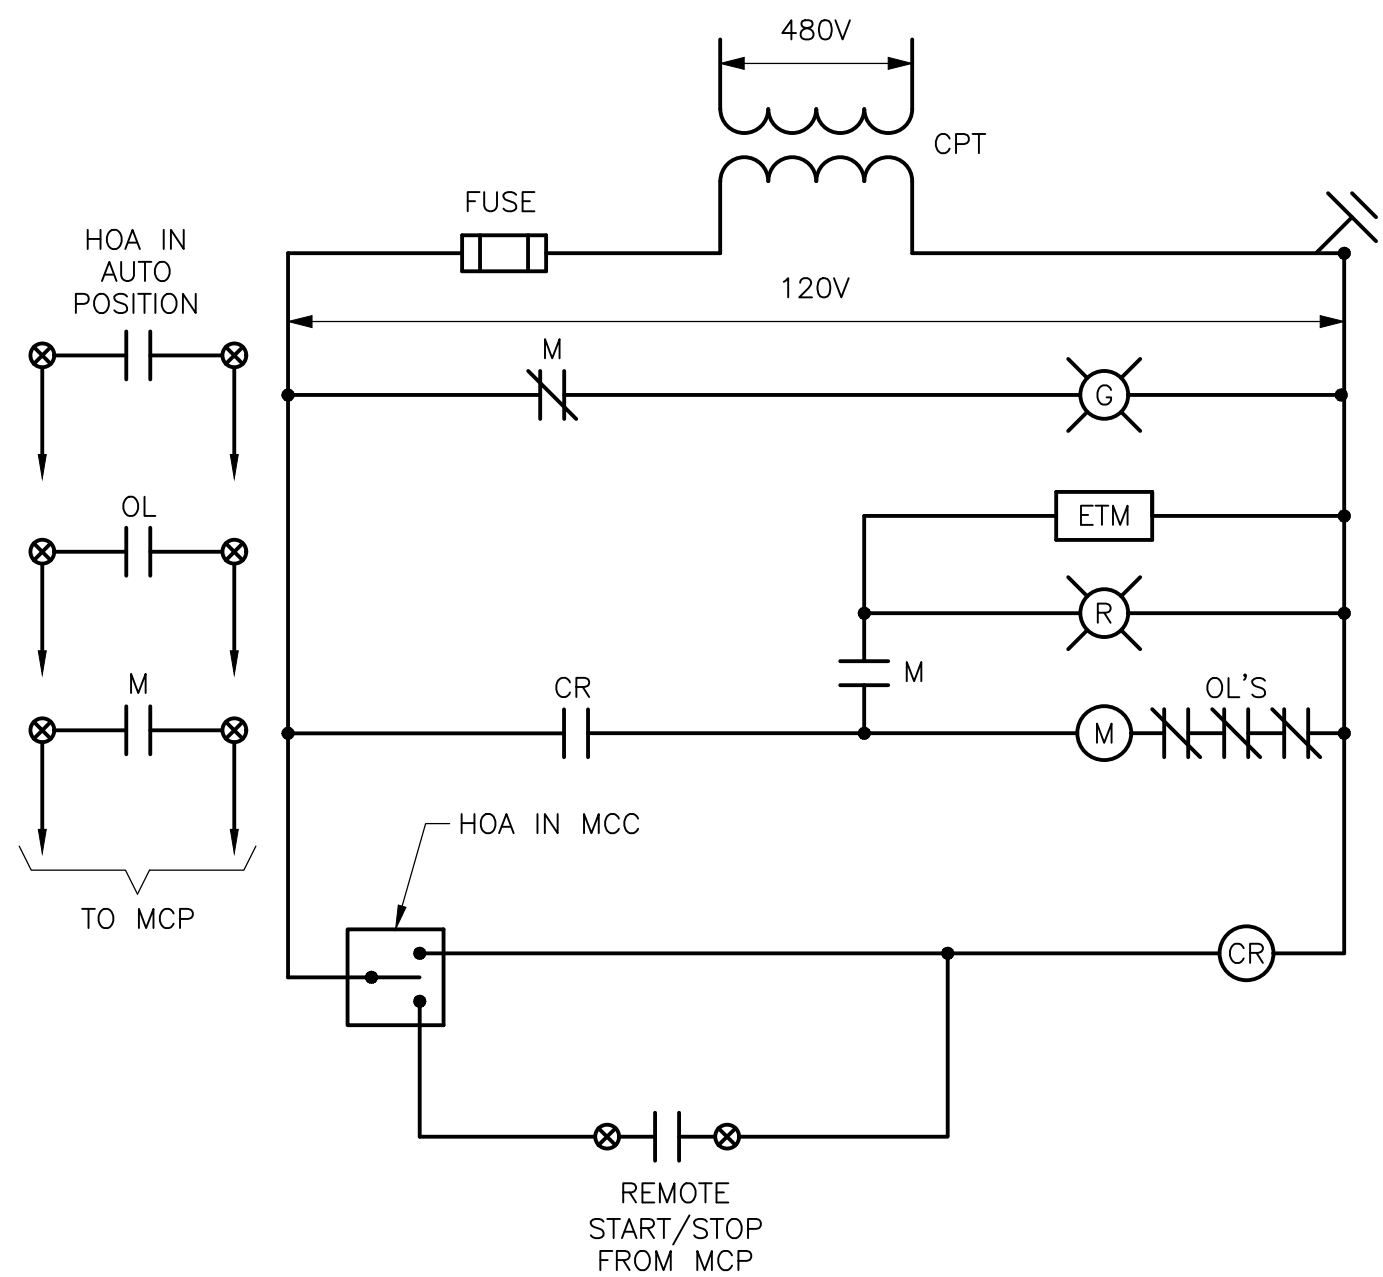 480V
CPT
FUSE
HOA IN
AUTO
POSITION
120V
M
G
OL
ETM
R
M
M
CR
OL'S
M
HOA IN MCC
TO MCP
CR
REMOTE
START/STOP
FROM MCP